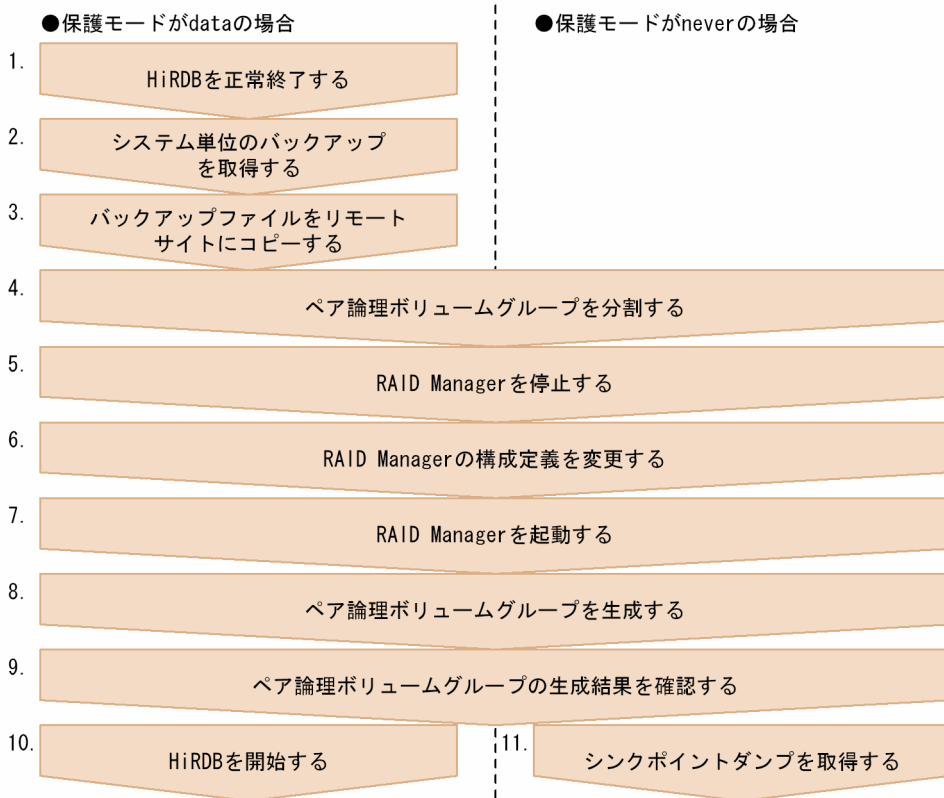 ●保護モードがdataの場合
●保護モードがneverの場合
1.
HiRDBを正常終了する
2.
システム単位のバックアップ
を取得する
3.
バックアップファイルをリモート
サイトにコピーする
4.
ペア論理ボリュームグループを分割する
5.
RAID Managerを停止する
6.
RAID Managerの構成定義を変更する
7.
RAID Managerを起動する
8.
ペア論理ボリュームグループを生成する
9.
ペア論理ボリュームグループの生成結果を確認する
10.
HiRDBを開始する
11.
シンクポイントダンプを取得する